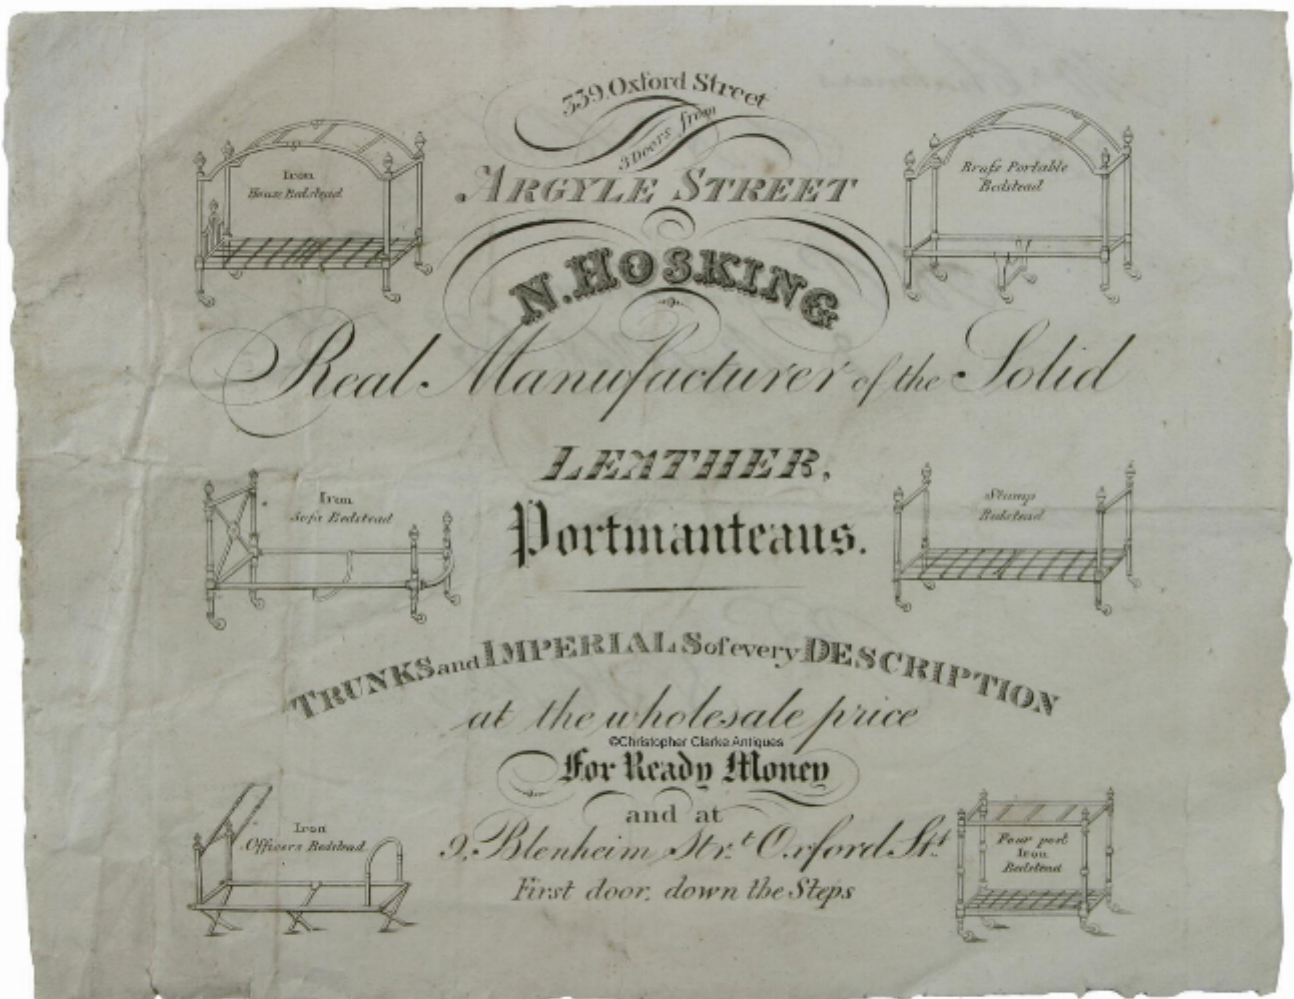 339. Oxford Street
3 Doors from
ARGYLE STREET
Iron
House Bedstead
Braſs Portable
Bedstead
N. HOSKING
Real Manufacturer of the Solid
LEATHER,
Iron
Sofa Bedstead
Stump
Bedstead
Portmanteaus.
TRUNKS and IMPERIALS of every DESCRIPTION
at the wholesale price
©Christopher Clarke Antiques
For Ready Money
and at
Iron
Officers Bedstead
9. Blenheim Str.t Oxford St.t
Four post
Iron
Bedstead
First door, down the Steps